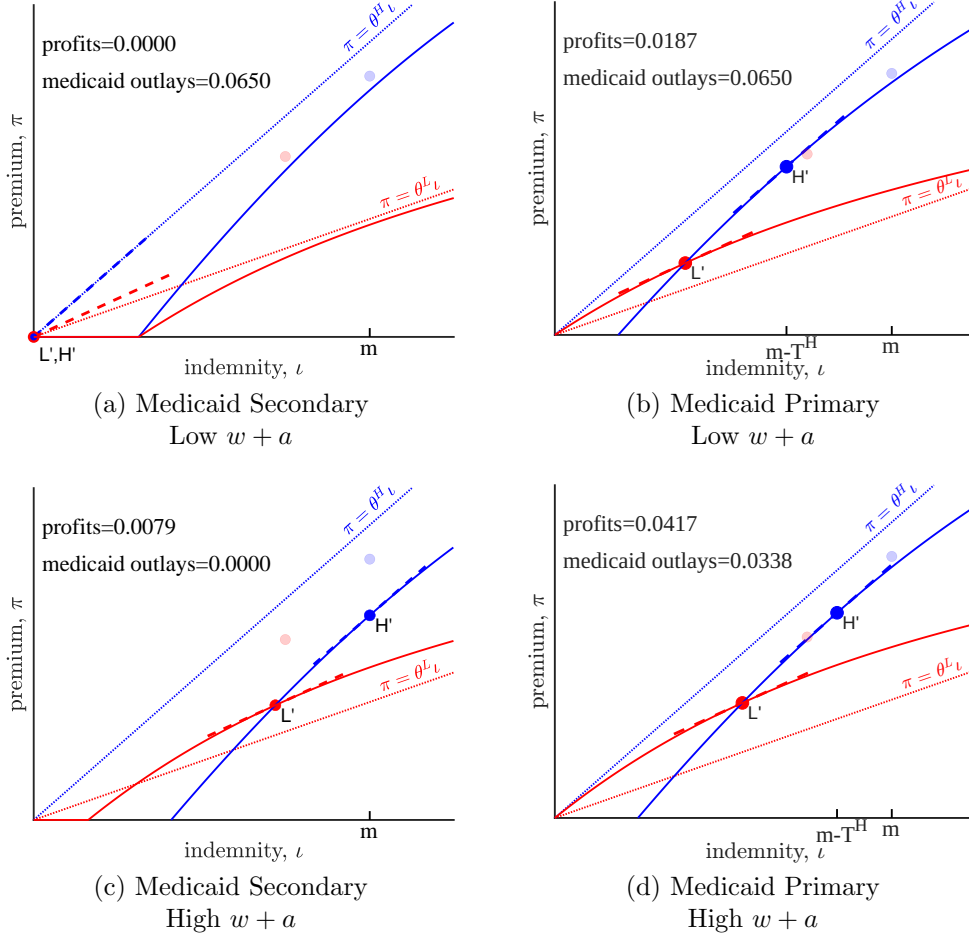 profits=0.0000
medicaid outlays=0.0650
π = θ^H ι
π = θ^L ι
premium, π
L',H'
m
indemnity, ι
(a) Medicaid Secondary
Low w + a
profits=0.0187
medicaid outlays=0.0650
π = θ^H ι
π = θ^L ι
premium, π
H'
L'
m-T^H
m
indemnity, ι
(b) Medicaid Primary
Low w + a
profits=0.0079
medicaid outlays=0.0000
π = θ^H ι
π = θ^L ι
premium, π
H'
L'
m
indemnity, ι
(c) Medicaid Secondary
High w + a
profits=0.0417
medicaid outlays=0.0338
π = θ^H ι
π = θ^L ι
premium, π
H'
L'
m-T^H
m
indemnity, ι
(d) Medicaid Primary
High w + a